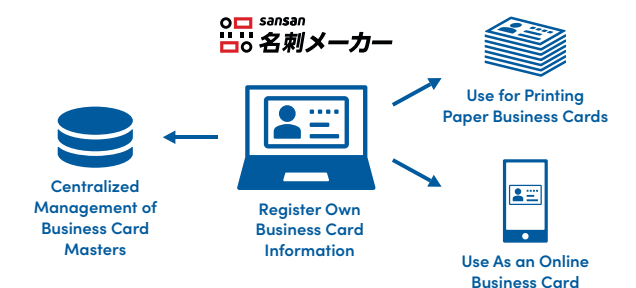 sansan
名刺メーカー
Use for Printing
Paper Business Cards
Centralized
Management of
Business Card
Masters
Register Own
Business Card
Information
Use As an Online
Business Card